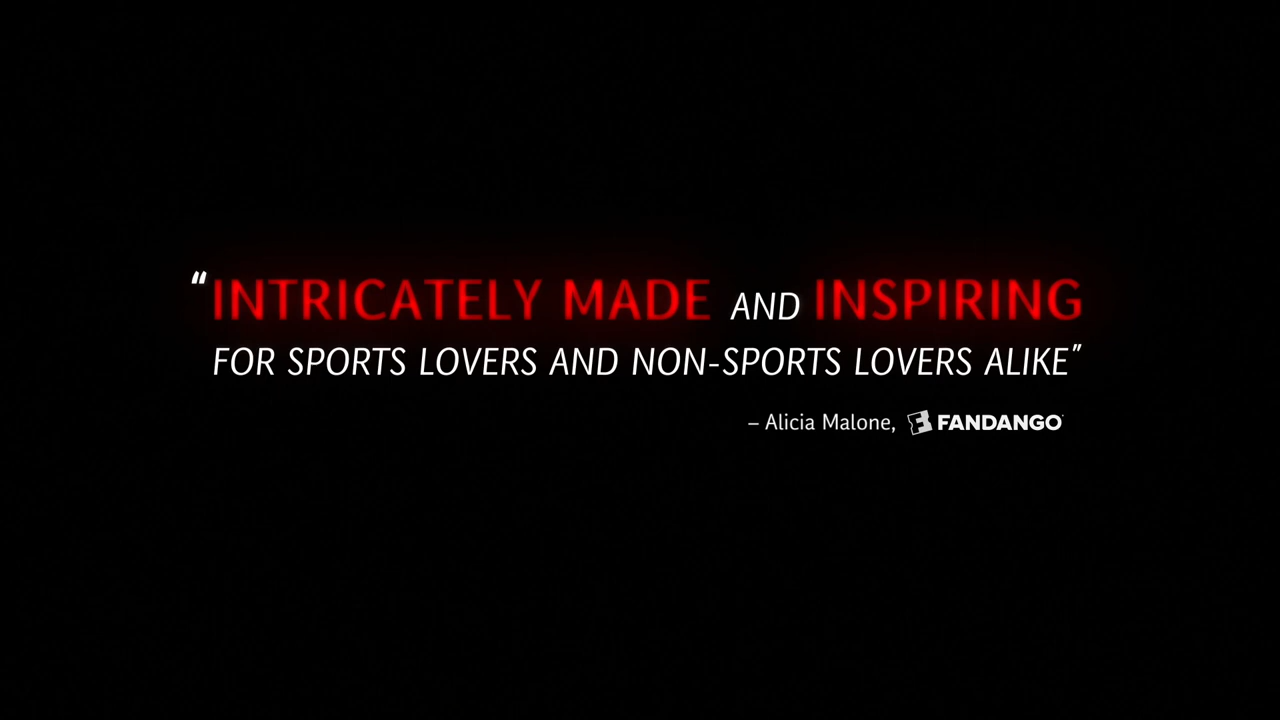 “INTRICATELY MADE AND INSPIRING
FOR SPORTS LOVERS AND NON-SPORTS LOVERS ALIKE”
– Alicia Malone, FANDANGO